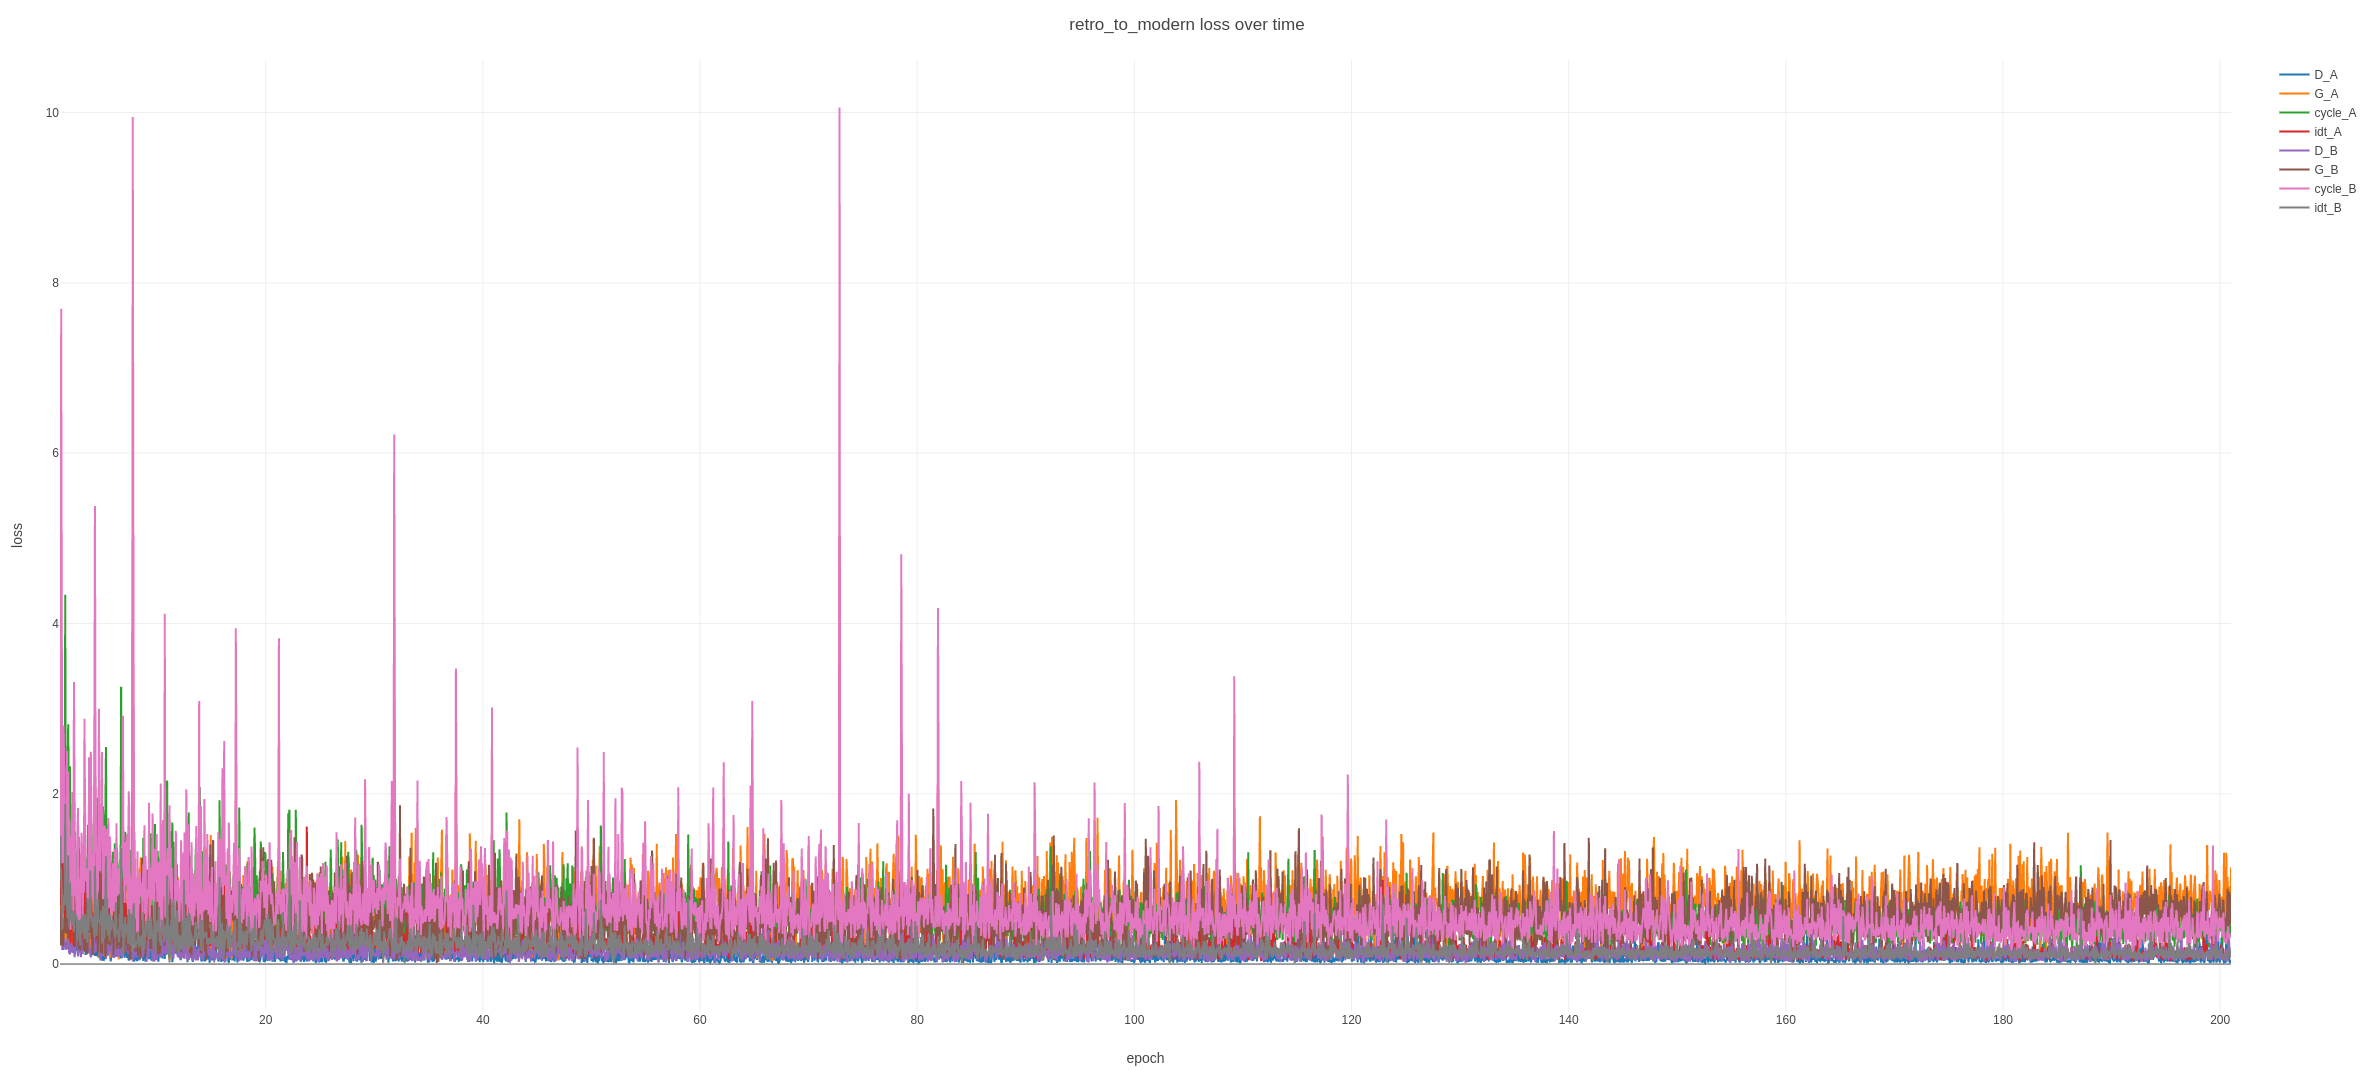 retro_to_modern loss over time
D_A
G_A
cycle_A
idt_A
D_B
G_B
cycle_B
idt_B
loss
10
8
6
4
2
0
20 40 60 80 100 120 140 160 180 200
epoch